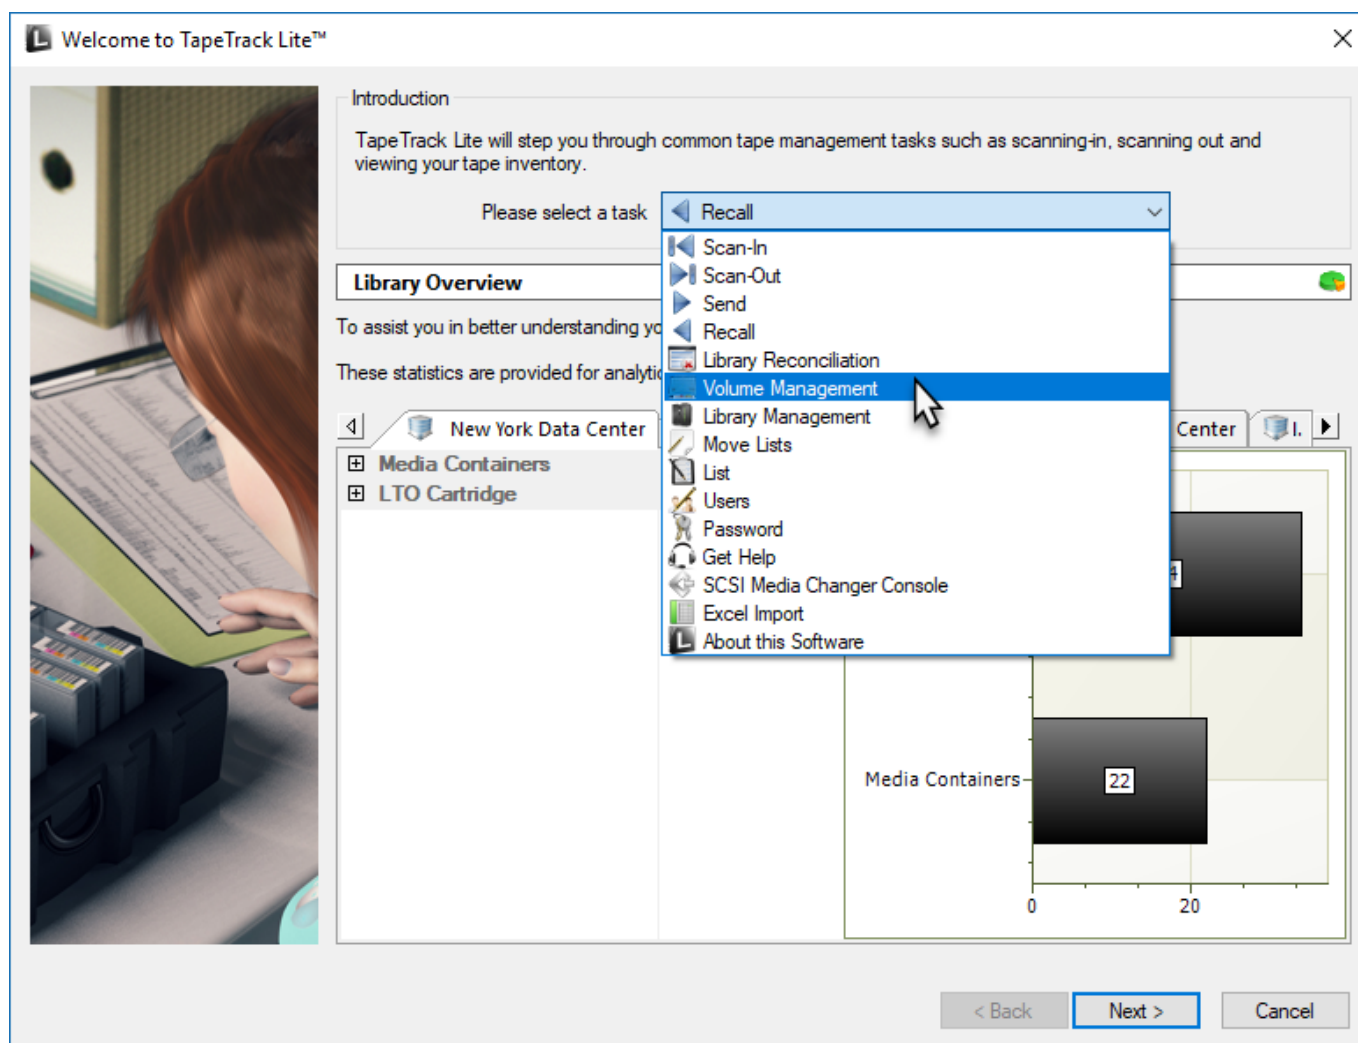 Welcome to TapeTrack Lite™
Introduction
TapeTrack Lite will step you through common tape management tasks such as scanning-in, scanning out and
viewing your tape inventory.
Please select a task
Recall
Scan-In
Scan-Out
Send
Recall
Library Reconciliation
Volume Management
Library Management
Move Lists
List
Users
Password
Get Help
SCSI Media Changer Console
Excel Import
About this Software
Library Overview
To assist you in better understanding
These statistics are provided for
New York Data Center
Center
I.
Media Containers
LTO Cartridge
4
Media Containers
22
0
20
< Back
Next >
Cancel